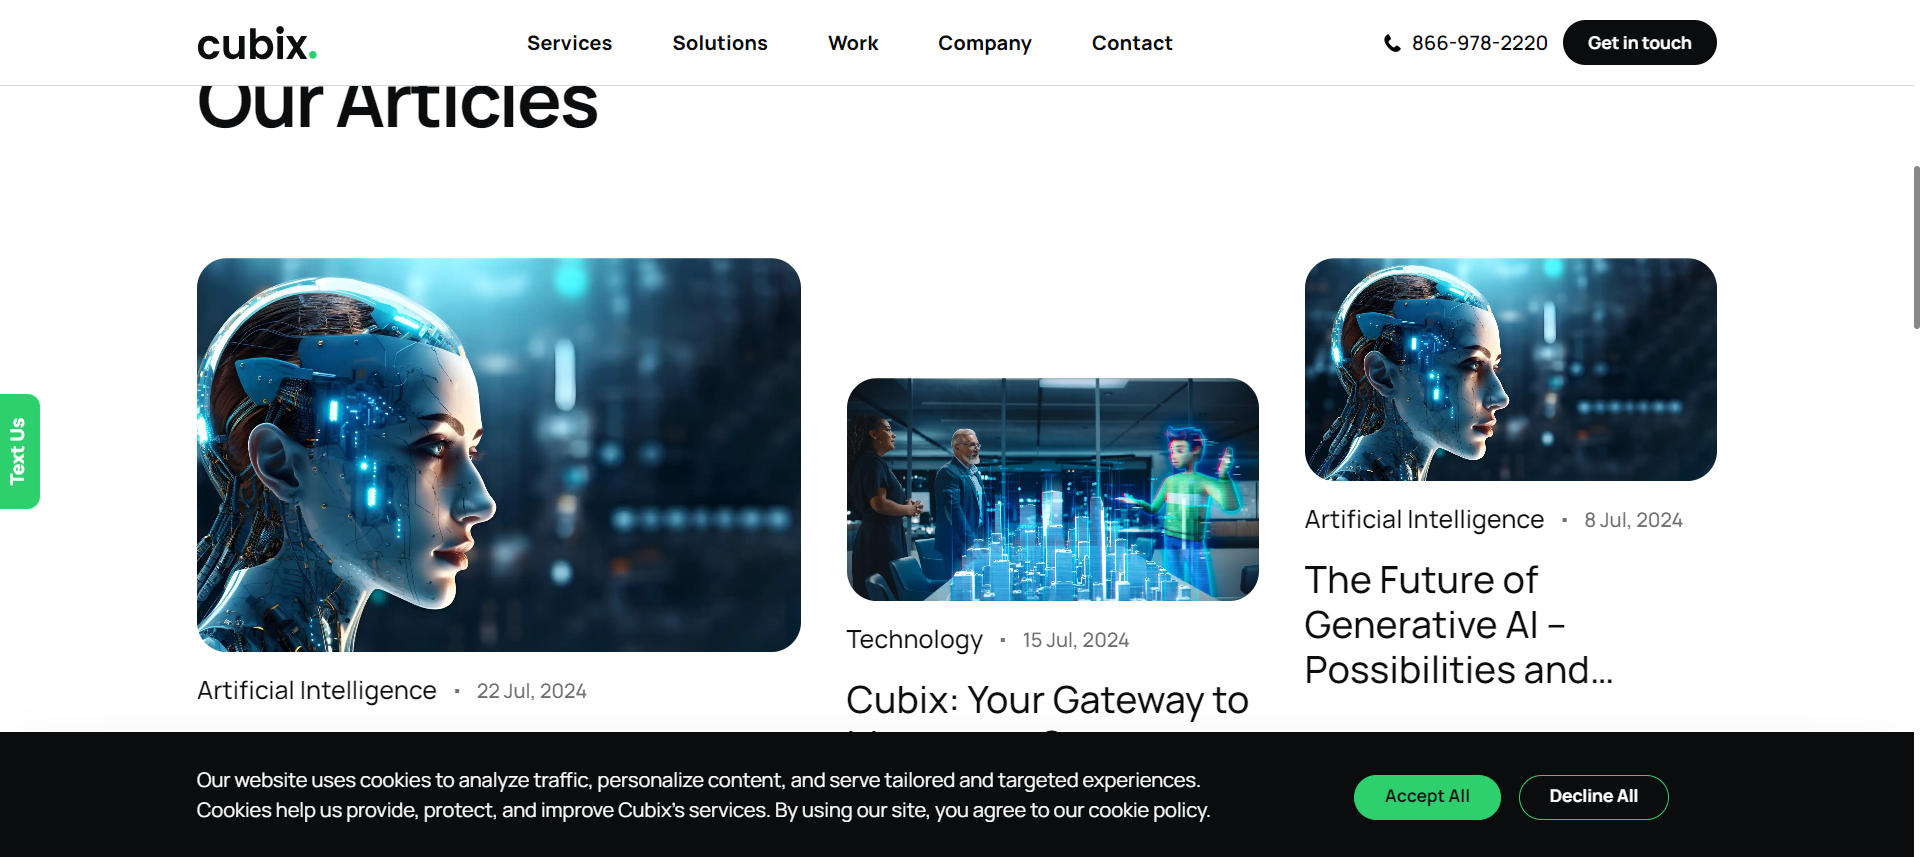 cubix.
Services
Solutions
Work
Company
Contact
866-978-2220
Get in touch
Our Articles
Text Us
Artificial Intelligence · 22 Jul, 2024
Technology · 15 Jul, 2024
Cubix: Your Gateway to
Artificial Intelligence · 8 Jul, 2024
The Future of
Generative AI –
Possibilities and...
Our website uses cookies to analyze traffic, personalize content, and serve tailored and targeted experiences.
Cookies help us provide, protect, and improve Cubix's services. By using our site, you agree to our cookie policy.
Accept All
Decline All